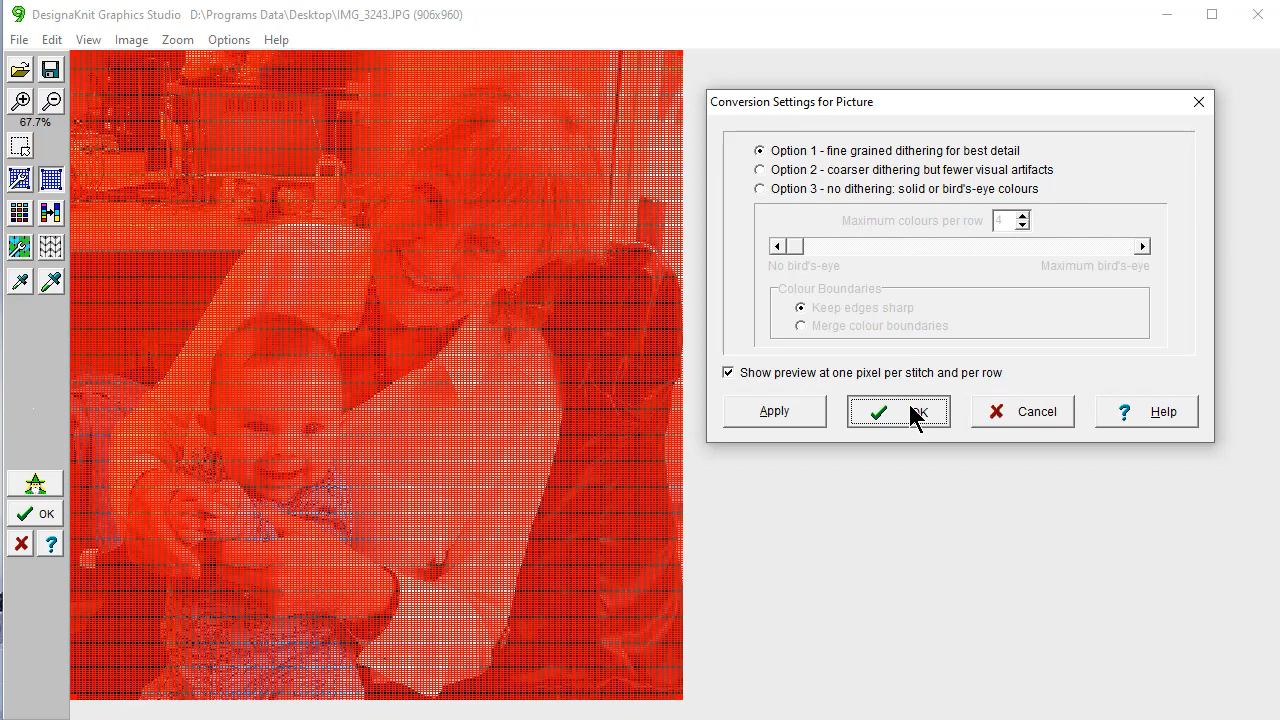 DesignaKnit Graphics Studio D:\Programs Data\Desktop\IMG_3243.JPG (906x960)
File Edit View Image Zoom Options Help
67.7%
Conversion Settings for Picture
Option 1 - fine grained dithering for best detail
Option 2 - coarser dithering but fewer visual artifacts
Option 3 - no dithering: solid or bird's-eye colours
Maximum colours per row 4
No bird's-eye Maximum bird's-eye
Colour Boundaries
Keep edges sharp
Merge colour boundaries
Show preview at one pixel per stitch and per row
Apply OK Cancel Help
OK